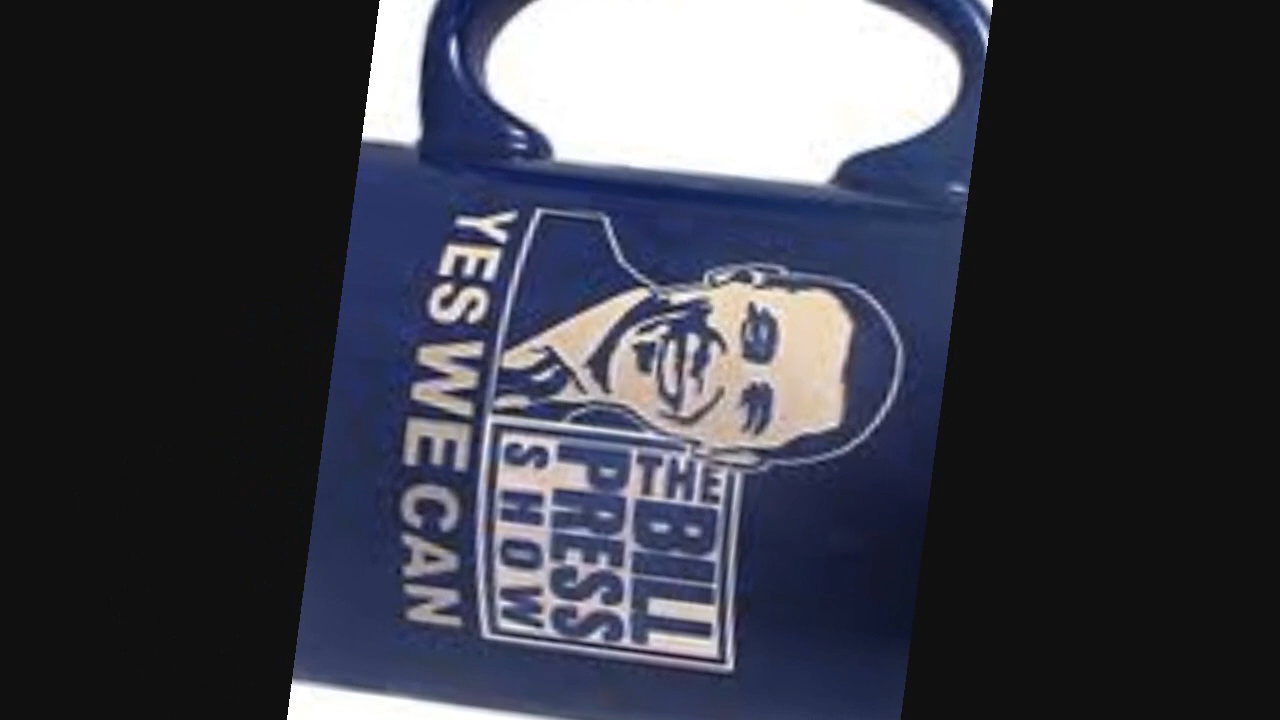 THE
BILL
PRESS
SHOW
YES WE CAN